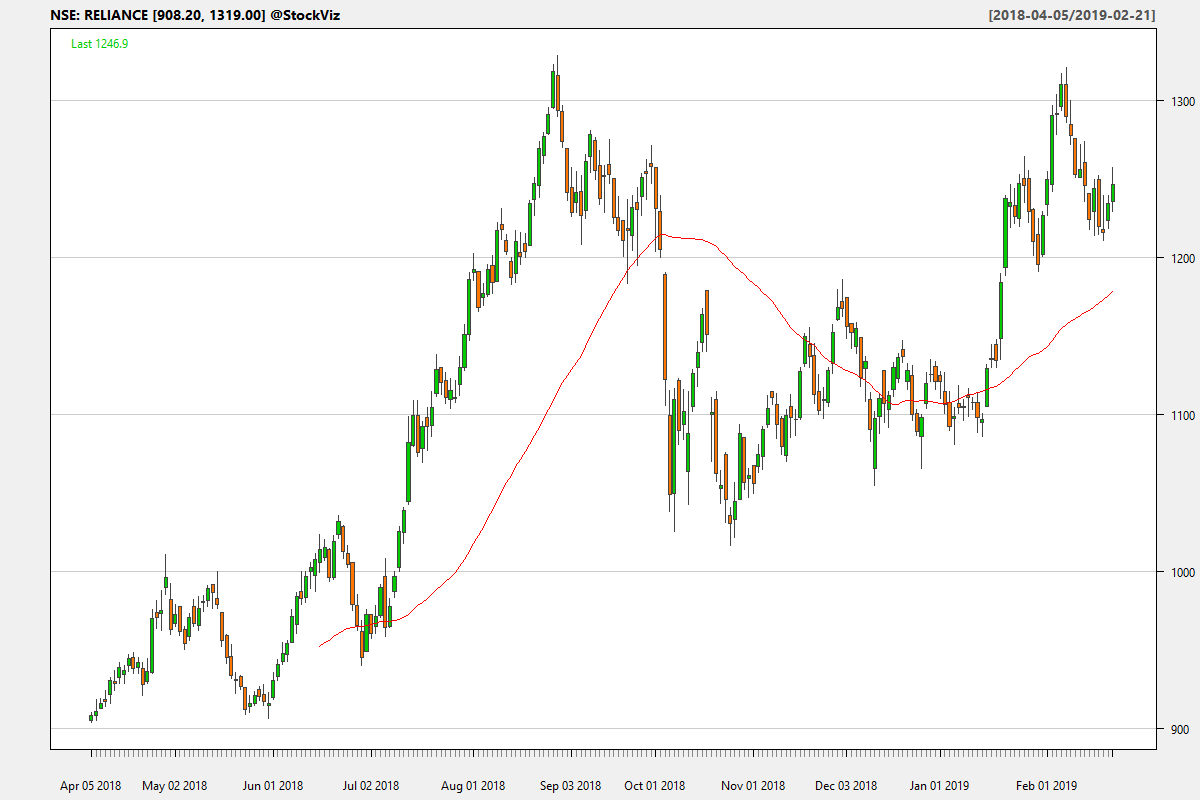 NSE: RELIANCE [908.20, 1319.00] @StockViz [2018-04-05/2019-02-21]
Last 1246.9
1300
1200
1100
1000
900
Apr 05 2018 May 02 2018 Jun 01 2018 Jul 02 2018 Aug 01 2018 Sep 03 2018 Oct 01 2018 Nov 01 2018 Dec 03 2018 Jan 01 2019 Feb 01 2019